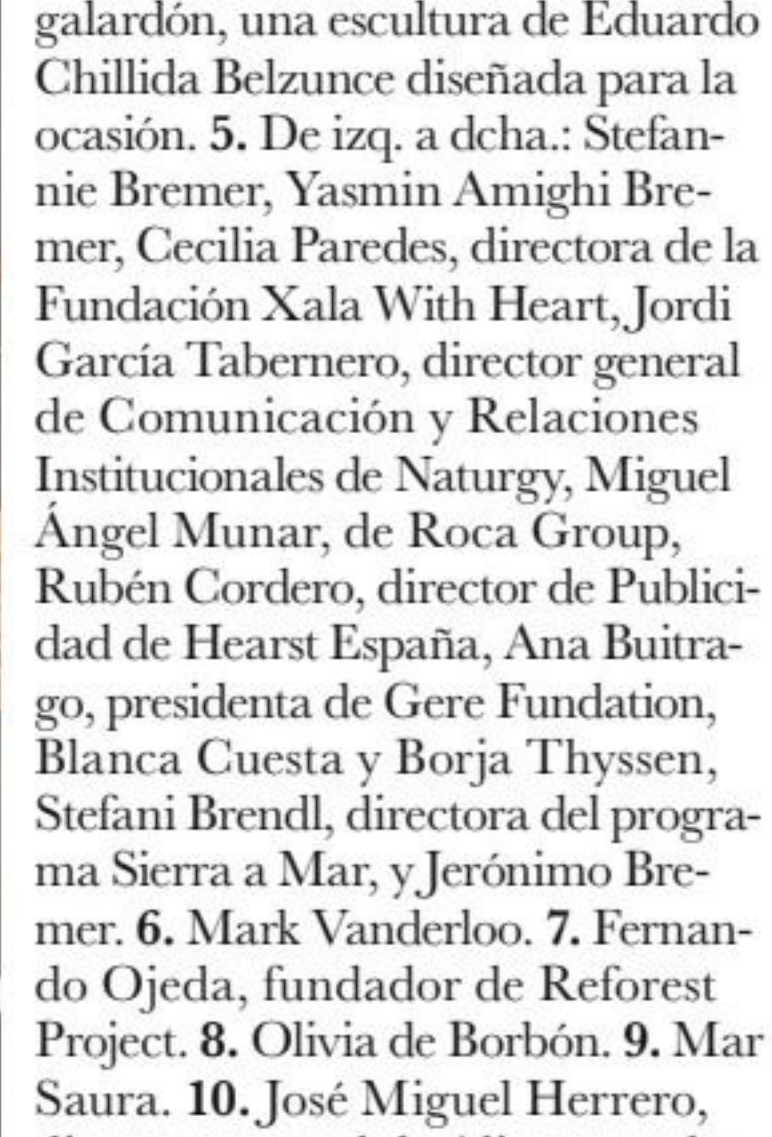 galardón, una escultura de Eduardo
Chillida Belzunce diseñada para la
ocasión. 5. De izq. a dcha.: Stefan-
nie Bremer, Yasmin Amighi Bre-
mer, Cecilia Paredes, directora de la
Fundación Xala With Heart, Jordi
García Tabernero, director general
de Comunicación y Relaciones
Institucionales de Naturgy, Miguel
Ángel Munar, de Roca Group,
Rubén Cordero, director de Publici-
dad de Hearst España, Ana Buitra-
go, presidenta de Gere Fundation,
Blanca Cuesta y Borja Thyssen,
Stefani Brendl, directora del progra-
ma Sierra a Mar, y Jerónimo Bre-
mer. 6. Mark Vanderloo. 7. Fernan-
do Ojeda, fundador de Reforest
Project. 8. Olivia de Borbón. 9. Mar
Saura. 10. José Miguel Herrero,